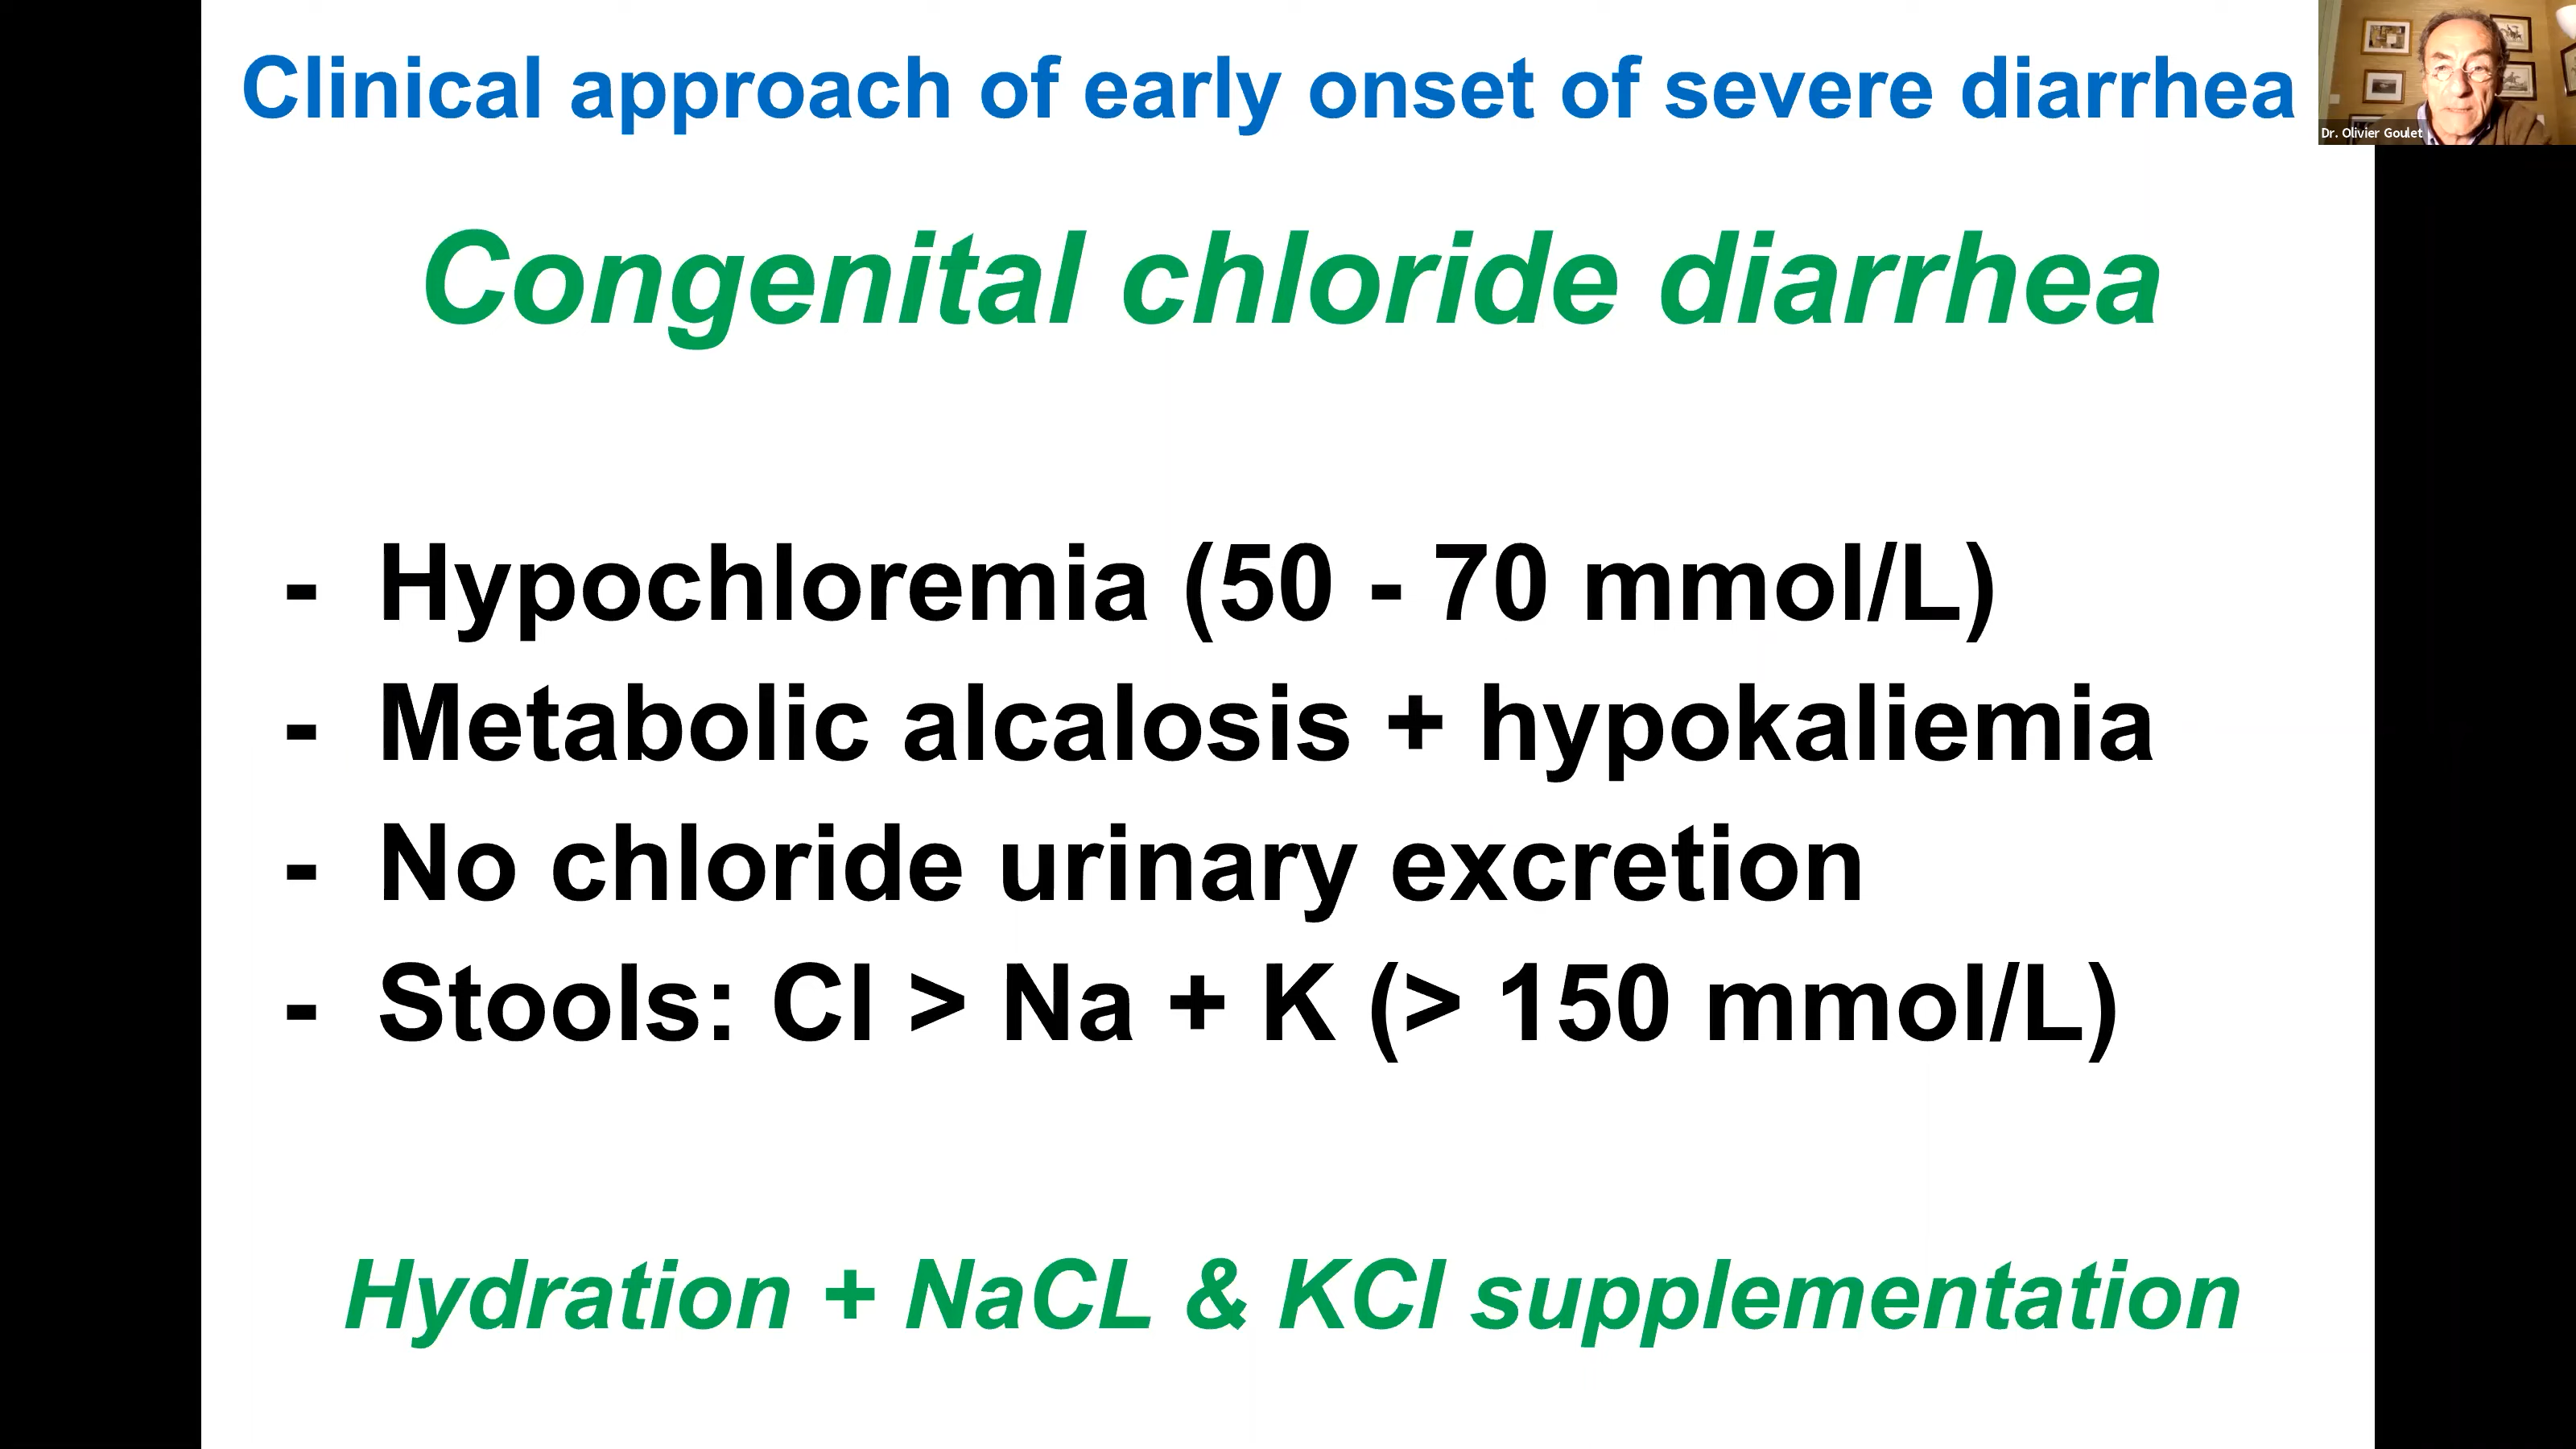 Clinical approach of early onset of severe diarrhea
Dr. Olivier Goulet
Congenital chloride diarrhea
- Hypochloremia (50 - 70 mmol/L)
- Metabolic alcalosis + hypokaliemia
- No chloride urinary excretion
- Stools: Cl > Na + K (> 150 mmol/L)
Hydration + NaCL & KCl supplementation